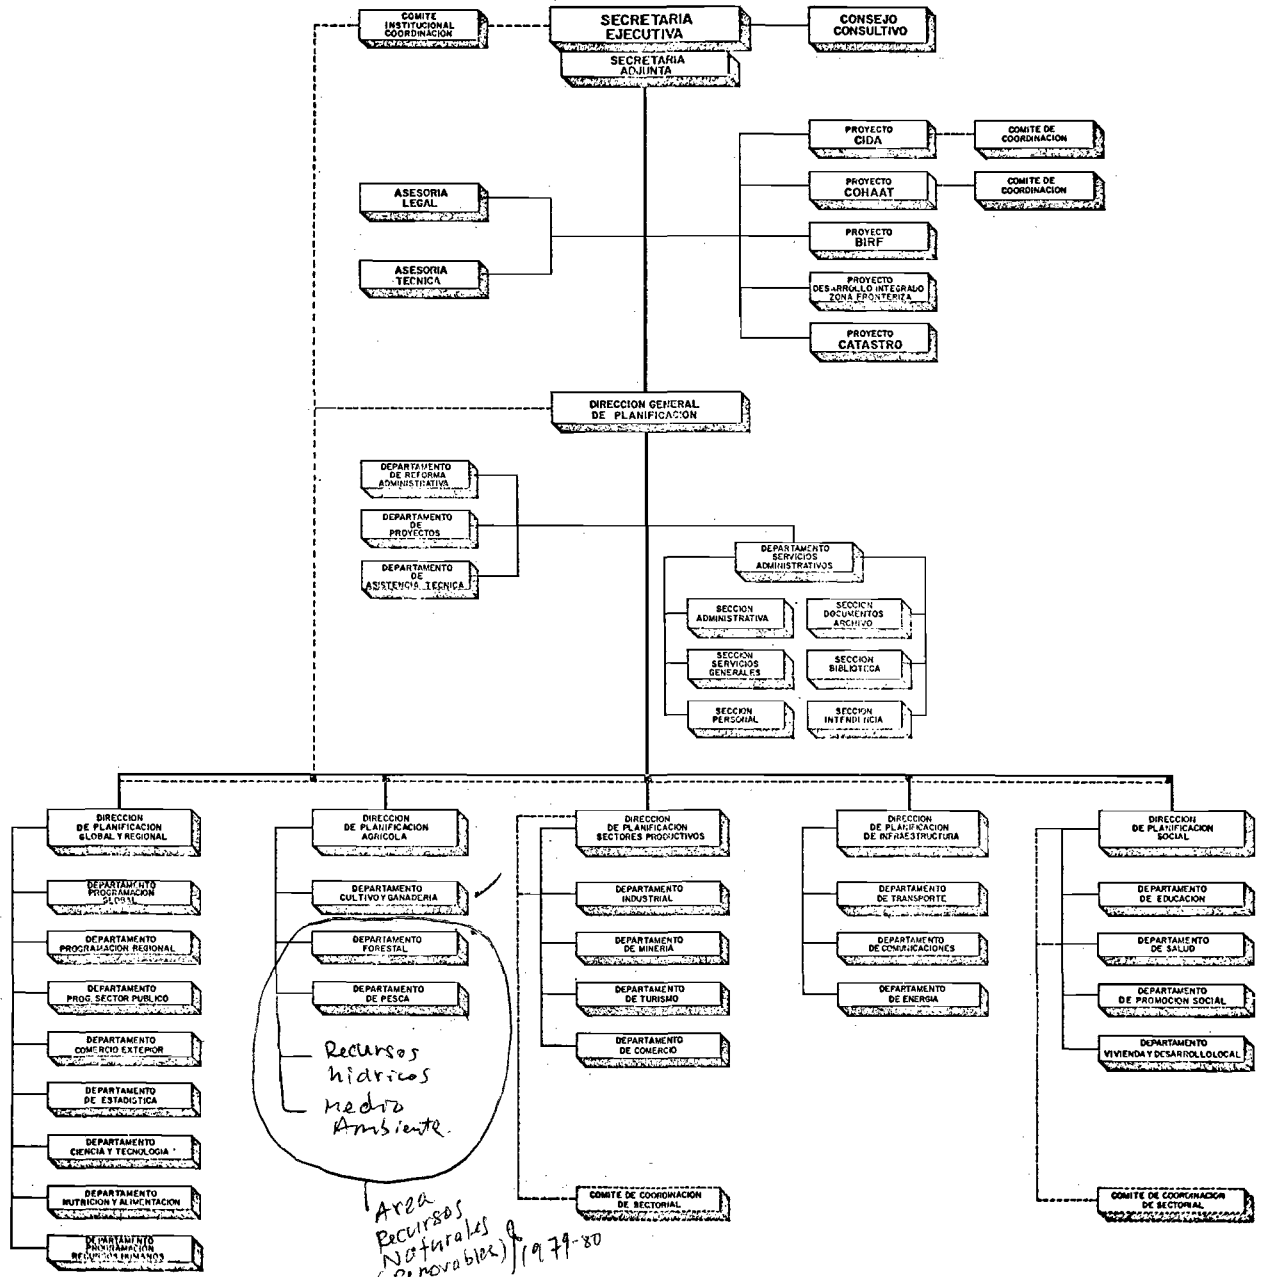 COMITE
INSTITUCIONAL
COORDINACION
SECRETARIA
EJECUTIVA
CONSEJO
CONSULTIVO
SECRETARIA
ADJUNTA
PROYECTO
CIDA
COMITE DE
COORDINACION
PROYECTO
COHAAT
COMITE DE
COORDINACION
ASESORIA
LEGAL
PROYECTO
BIRF
ASESORIA
TECNICA
PROYECTO
DESARROLLO INTEGRADO
ZONA FRONTERIZA
PROYECTO
CATASTRO
DIRECCION GENERAL
DE PLANIFICACION
DEPARTAMENTO
DE REFORMA
ADMINISTRATIVA
DEPARTAMENTO
DE
PROYECTOS
DEPARTAMENTO
DE
ASISTENCIA TECNICA
DEPARTAMENTO
SERVICIOS
ADMINISTRATIVOS
SECCION
ADMINISTRATIVA
SECCION
DOCUMENTOS
ARCHIVO
SECCION
SERVICIOS
GENERALES
SECCION
BIBLIOTECA
SECCION
PERSONAL
SECCION
INTENDENCIA
DIRECCION
DE PLANIFICACION
GLOBAL Y REGIONAL
DEPARTAMENTO
PROGRAMACION
GLOBAL
DEPARTAMENTO
PROGRAMACION REGIONAL
DEPARTAMENTO
PROG. SECTOR PUBLICO
DEPARTAMENTO
COMERCIO EXTERIOR
DEPARTAMENTO
DE ESTADISTICA
DEPARTAMENTO
CIENCIA Y TECNOLOGIA
DEPARTAMENTO
NUTRICION Y ALIMENTACION
DEPARTAMENTO
PROGRAMACION
RECURSOS HUMANOS
DIRECCION
DE PLANIFICACION
AGRICOLA
DEPARTAMENTO
CULTIVO Y GANADERIA
DEPARTAMENTO
FORESTAL
DEPARTAMENTO
DE PESCA
Recursos
hidricos
Medio
Ambiente.
Area
Recursos
Naturales
(Renovables) 1979-80
DIRECCION
DE PLANIFICACION
SECTORES PRODUCTIVOS
DEPARTAMENTO
INDUSTRIAL
DEPARTAMENTO
DE MINERIA
DEPARTAMENTO
DE TURISMO
DEPARTAMENTO
DE COMERCIO
COMITE DE COORDINACION
DE SECTORIAL
DIRECCION
DE PLANIFICACION
DE INFRAESTRUCTURA
DEPARTAMENTO
DE TRANSPORTE
DEPARTAMENTO
DE COMUNICACIONES
DEPARTAMENTO
DE ENERGIA
DIRECCION
DE PLANIFICACION
SOCIAL
DEPARTAMENTO
DE EDUCACION
DEPARTAMENTO
DE SALUD
DEPARTAMENTO
DE PROMOCION SOCIAL
DEPARTAMENTO
VIVIENDA Y DESARROLLO LOCAL
COMITE DE COORDINACION
DE SECTORIAL